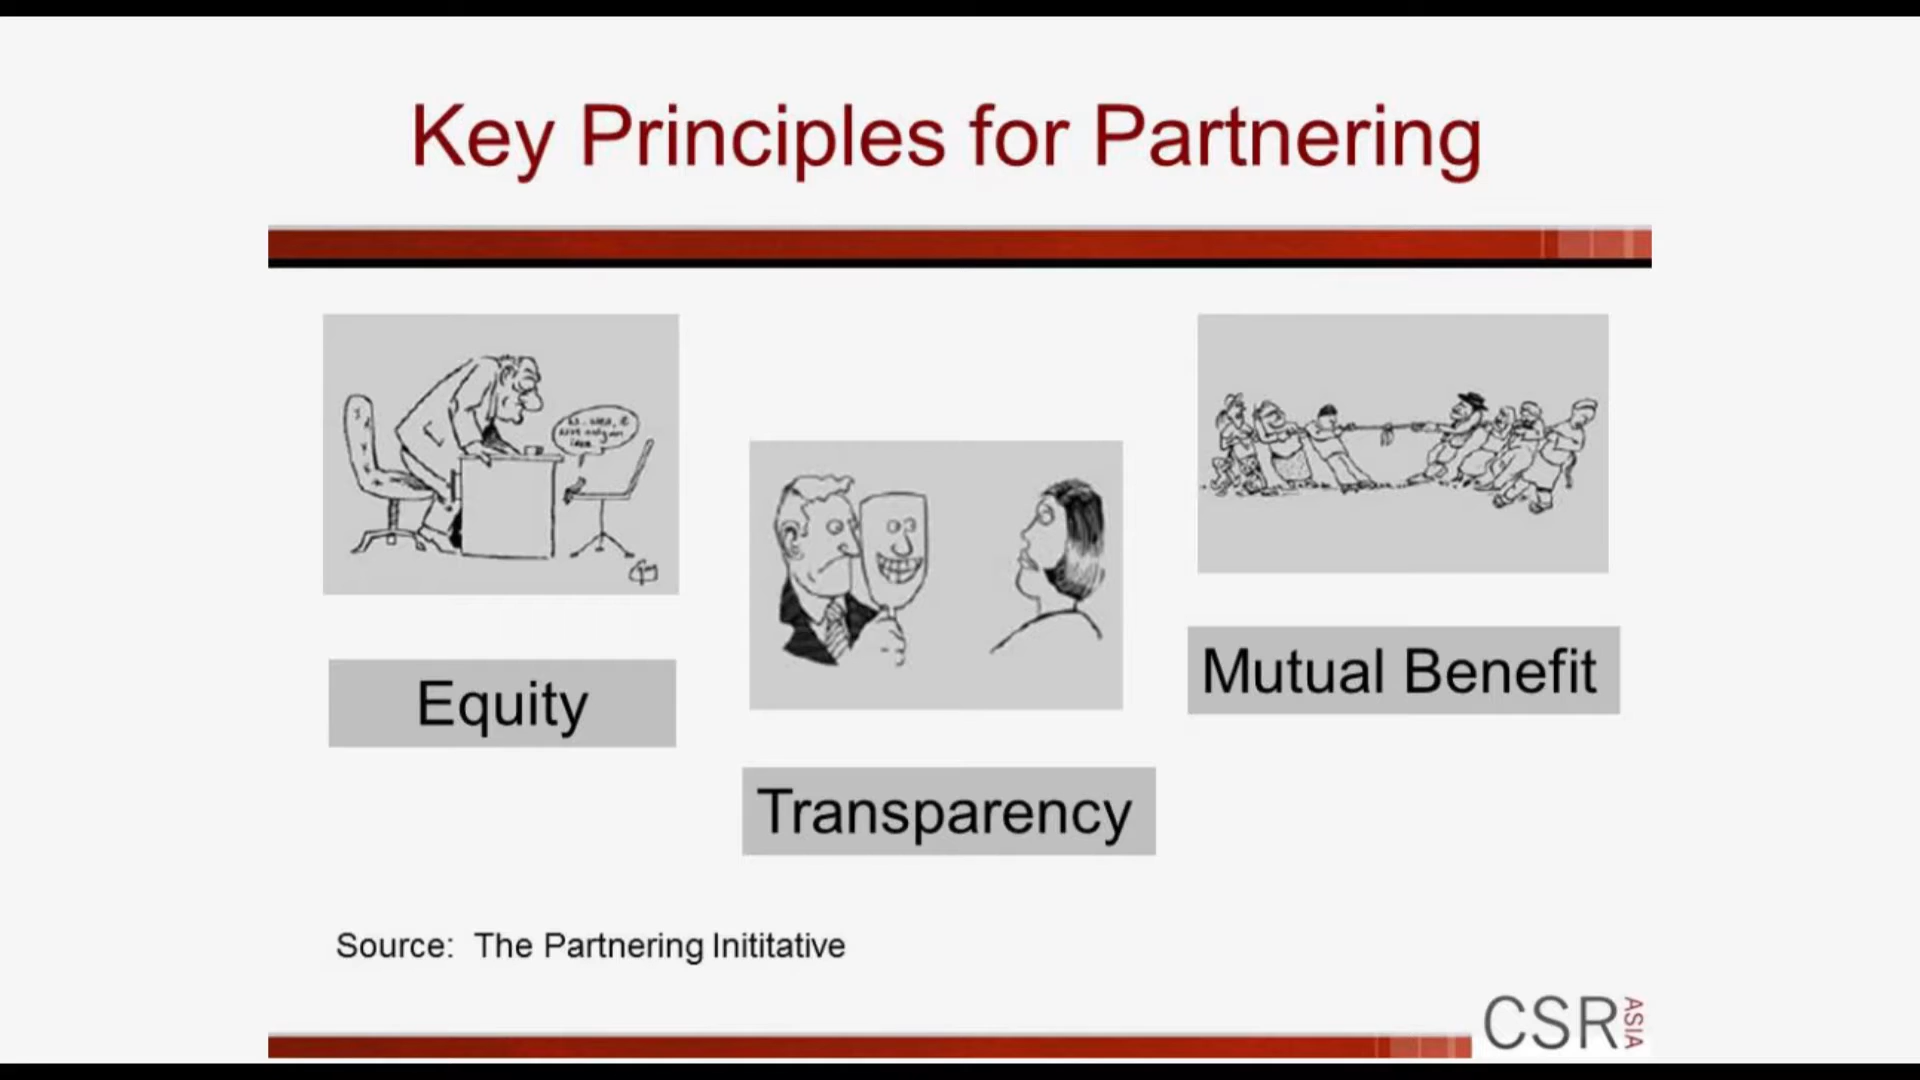 Key Principles for Partnering
Equity
Transparency
Mutual Benefit
Source: The Partnering Inititative
CSR ASIA